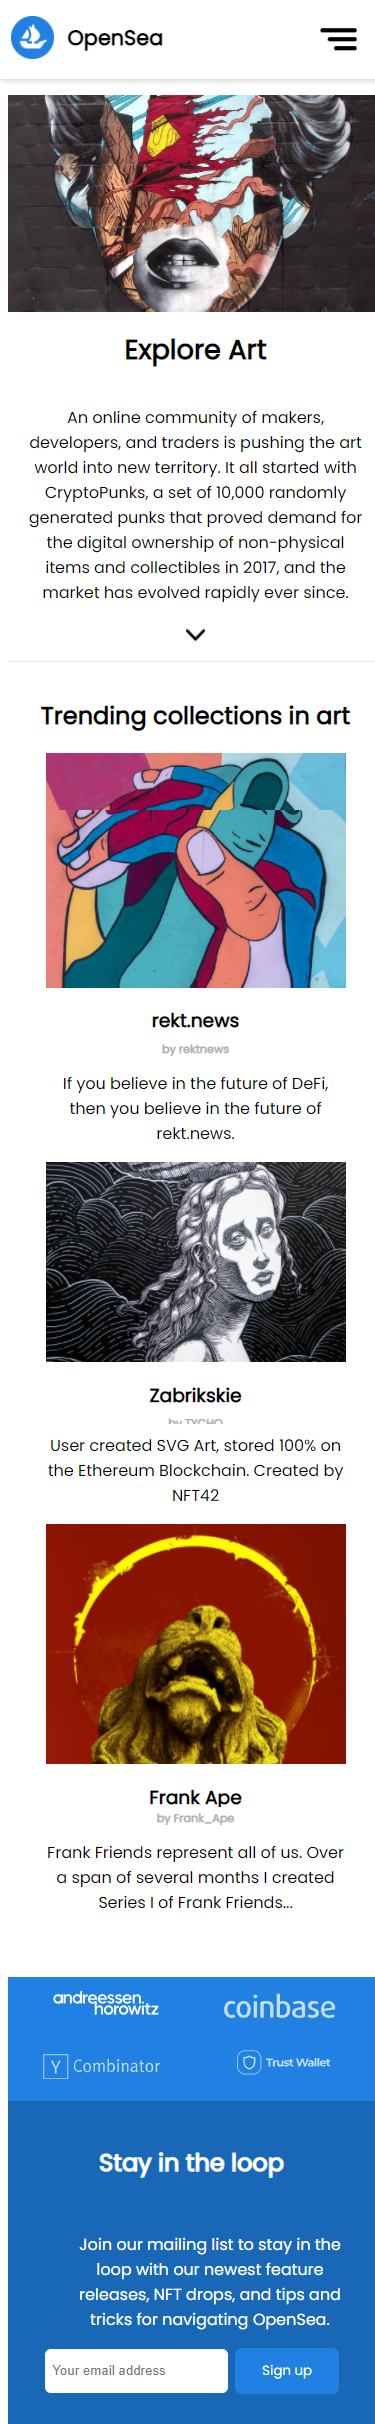 OpenSea
Explore Art
An online community of makers,
developers, and traders is pushing the art
world into new territory. It all started with
CryptoPunks, a set of 10,000 randomly
generated punks that proved demand for
the digital ownership of non-physical
items and collectibles in 2017, and the
market has evolved rapidly ever since.
Trending collections in art
rekt.news
by rektnews
If you believe in the future of DeFi,
then you believe in the future of
rekt.news.
Zabrikskie
by TYCHO
User created SVG Art, stored 100% on
the Ethereum Blockchain. Created by
NFT42
Frank Ape
by Frank_Ape
Frank Friends represent all of us. Over
a span of several months I created
Series I of Frank Friends...
andreessen.
horowitz
coinbase
Y Combinator
Trust Wallet
Stay in the loop
Join our mailing list to stay in the
loop with our newest feature
releases, NFT drops, and tips and
tricks for navigating OpenSea.
Your email address
Sign up